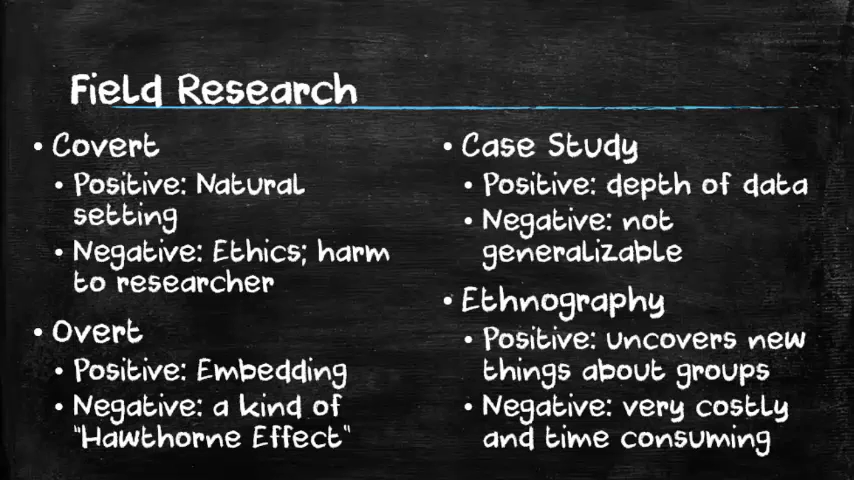 Field Research
• Covert
• Positive: Natural
setting
• Negative: Ethics; harm
to researcher
• Overt
• Positive: Embedding
• Negative: a kind of
"Hawthorne Effect"
• Case Study
• Positive: depth of data
• Negative: not
generalizable
• Ethnography
• Positive: uncovers new
things about groups
• Negative: very costly
and time consuming